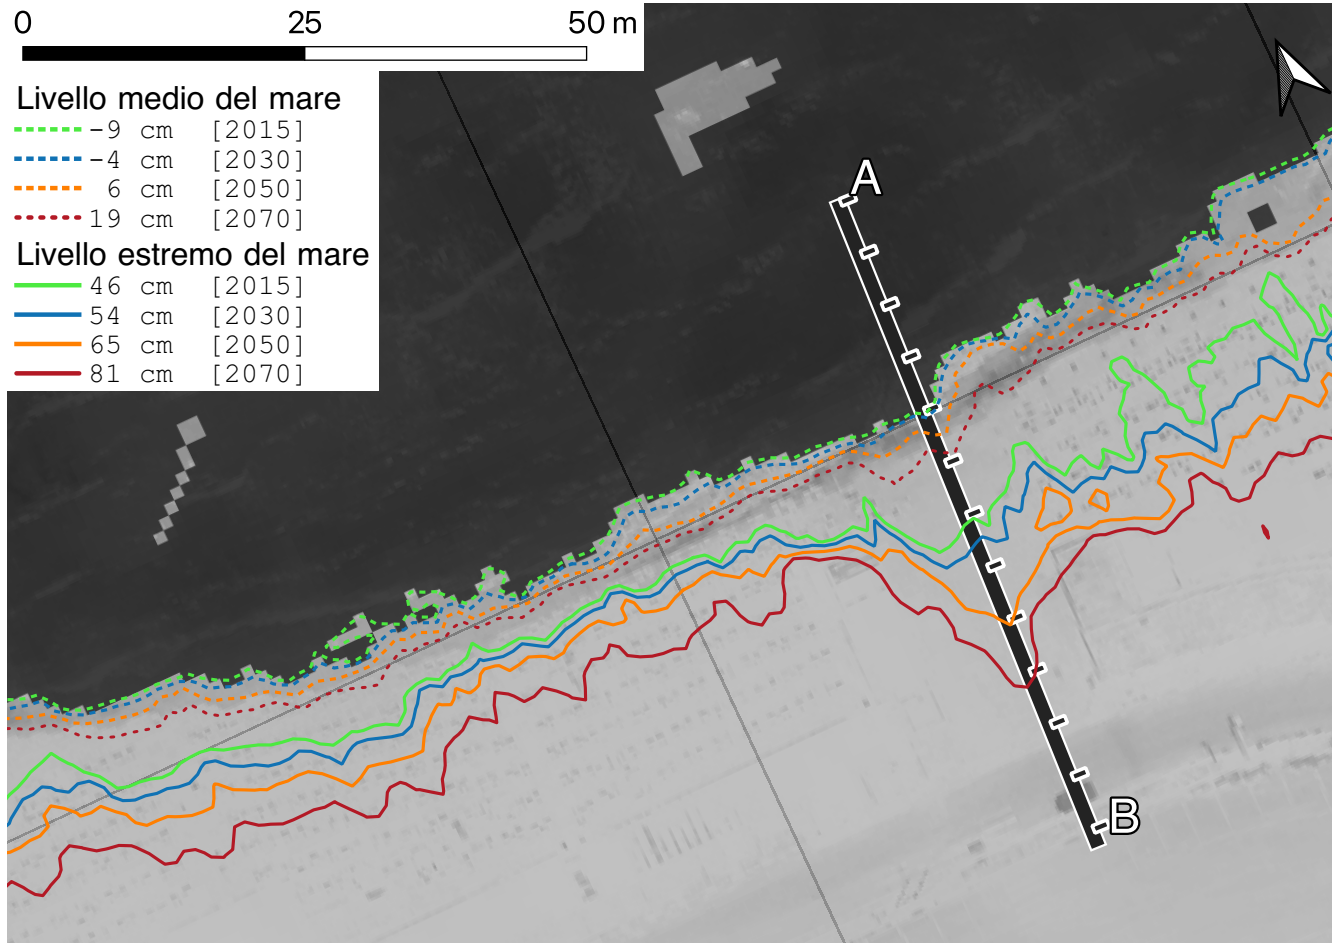 0 25 50 m
Livello medio del mare
-9 cm [2015]
-4 cm [2030]
6 cm [2050]
19 cm [2070]
Livello estremo del mare
46 cm [2015]
54 cm [2030]
65 cm [2050]
81 cm [2070]
A
B